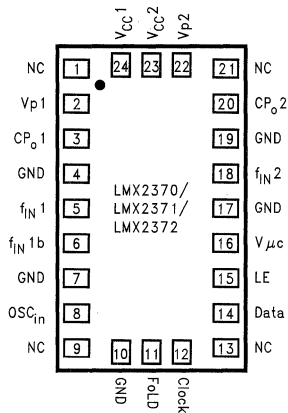 VCC1 VCC2 Vp2
24 23 22
NC 1 21 NC
Vp1 2 20 CPo2
CPo1 3 19 GND
GND 4 18 fIN2
LMX2370/
LMX2371/
LMX2372
fIN1 5 17 GND
fIN1b 6 16 Vμc
GND 7 15 LE
OSCin 8 14 Data
NC 9 13 NC
10 11 12
GND FoLD Clock